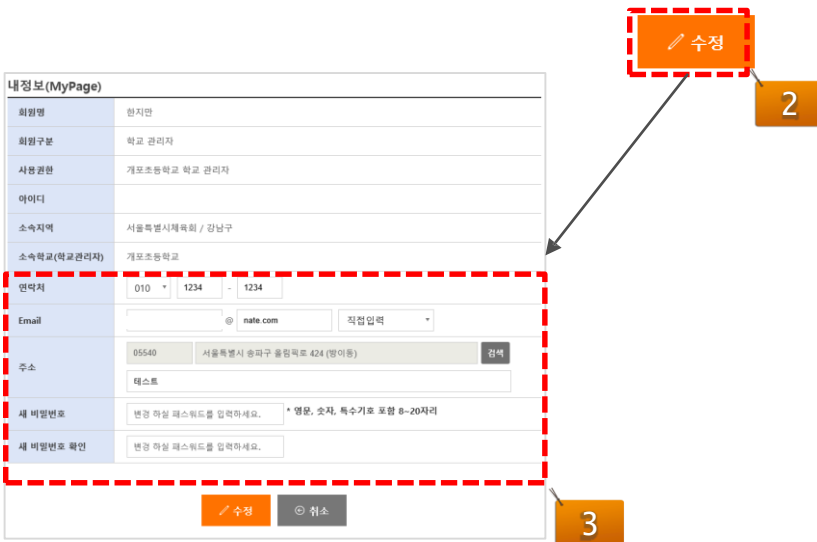 수정
2
내정보(MyPage)
회원명 한지만
회원구분 학교 관리자
사용권한 개포초등학교 학교 관리자
아이디
소속지역 서울특별시체육회 / 강남구
소속학교(학교관리자) 개포초등학교
연락처 010 1234 - 1234
Email @ nate.com 직접입력
주소 05540 서울특별시 송파구 올림픽로 424 (방이동) 검색
태스트
새 비밀번호 변경 하실 패스워드를 입력하세요. * 영문, 숫자, 특수기호 포함 8~20자리
새 비밀번호 확인 변경 하실 패스워드를 입력하세요.
수정 취소
3